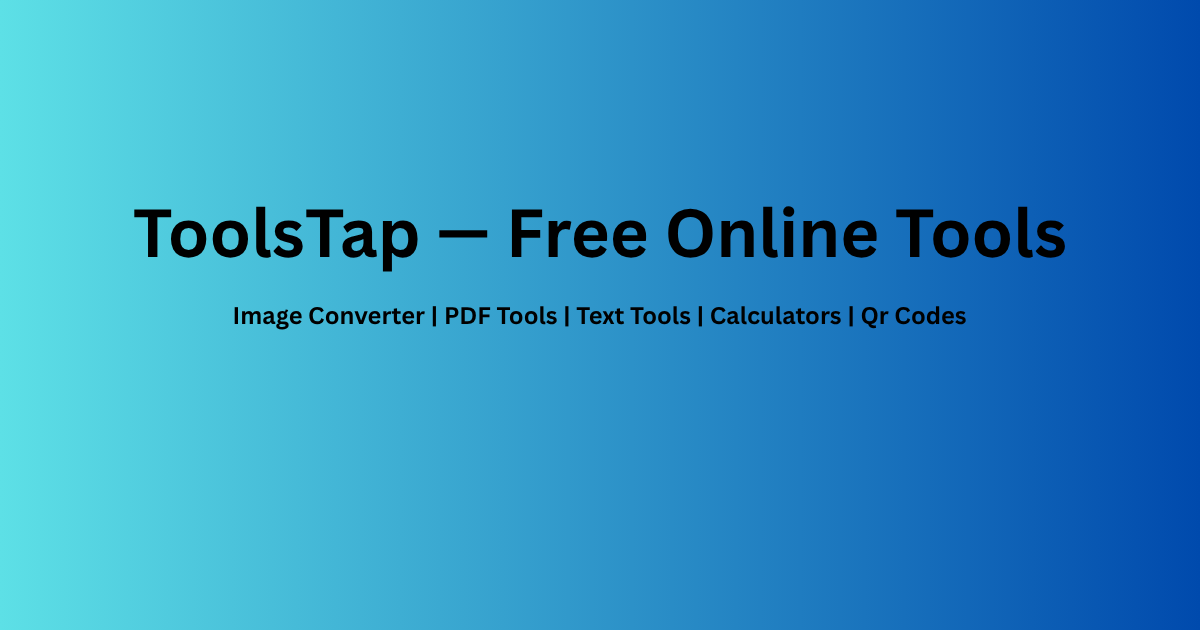 ToolsTap — Free Online Tools
Image Converter | PDF Tools | Text Tools | Calculators | Qr Codes